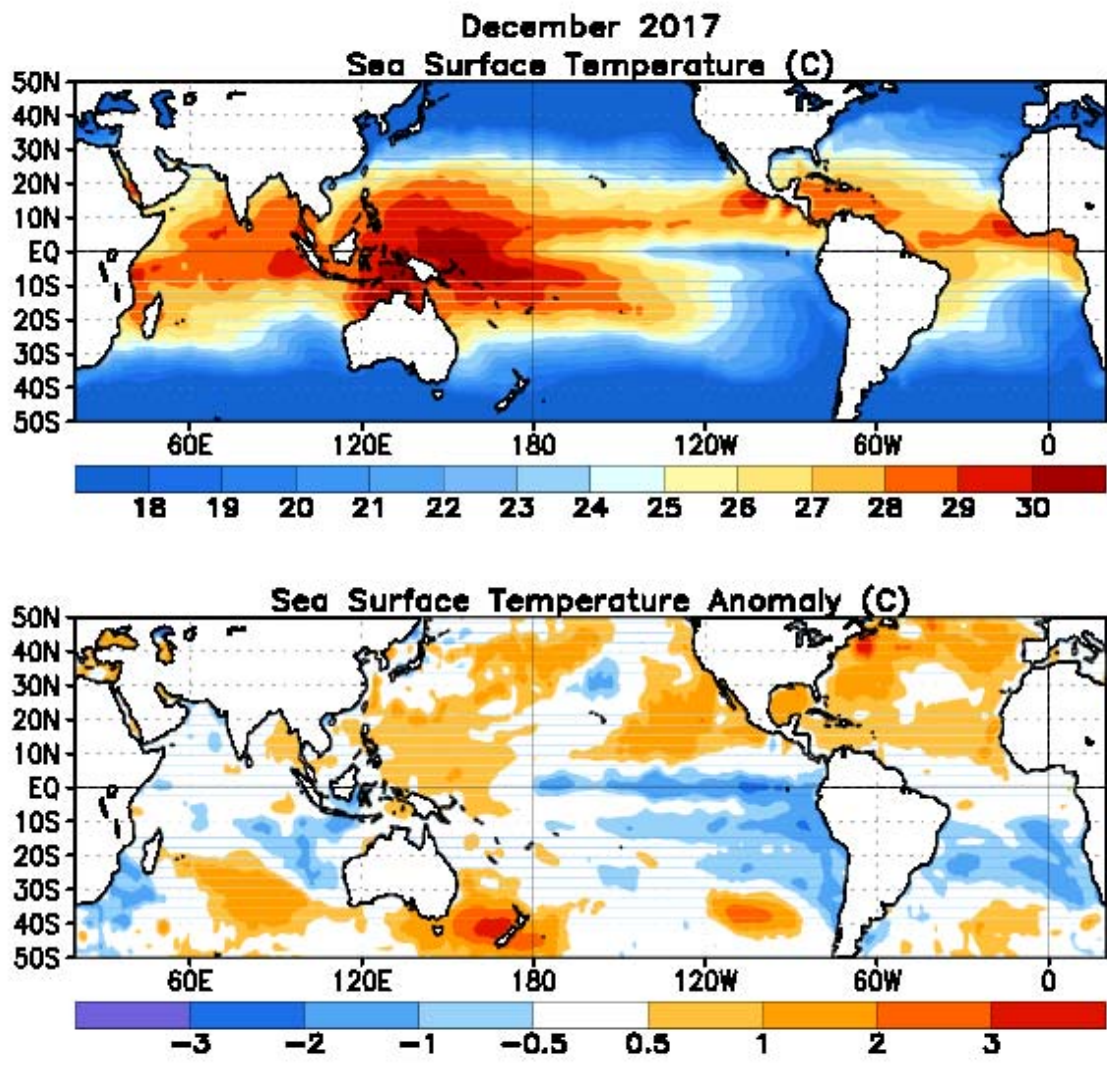 December 2017
Sea Surface Temperature (C)
50N
40N
30N
20N
10N
EQ
10S
20S
30S
40S
50S
60E 120E 180 120W 60W 0
18 19 20 21 22 23 24 25 26 27 28 29 30
Sea Surface Temperature Anomaly (C)
50N
40N
30N
20N
10N
EQ
10S
20S
30S
40S
50S
60E 120E 180 120W 60W 0
-3 -2 -1 -0.5 0.5 1 2 3